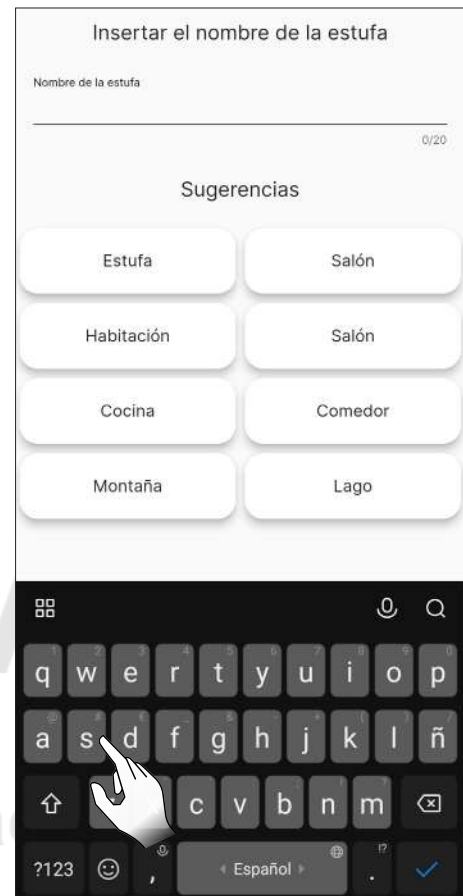 Insertar el nombre de la estufa
Nombre de la estufa
0/20
Sugerencias
Estufa Salón
Habitación Salón
Cocina Comedor
Montaña Lago
q w e r t y u i o p
a s d f g h j k l ñ
c v b n m
?123 , Español .